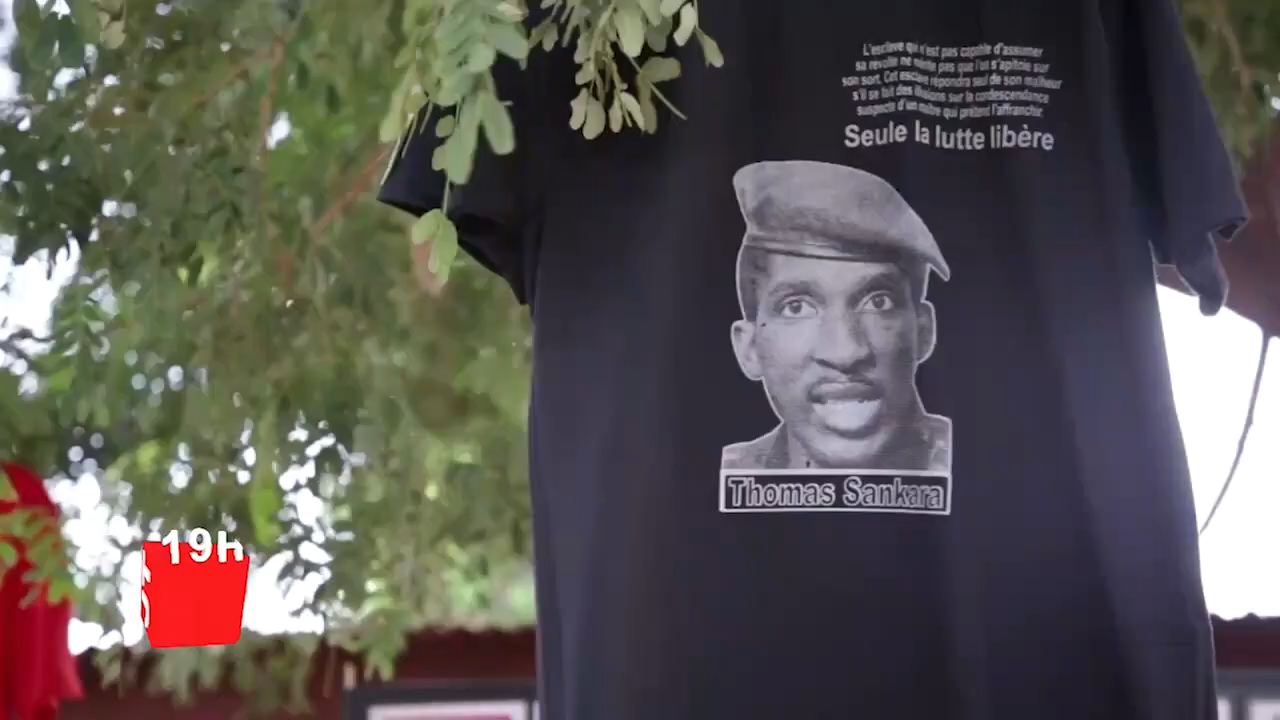 L'esclave qui n'est pas capable d'assumer
sa révolte ne mérite pas que l'on s'apitoie sur
son sort. Cet esclave répondra seul de son malheur
s'il se fait des illusions sur la condescendance
suspecte d'un maître qui prétend l'affranchir.
Seule la lutte libère
Thomas Sankara
19H